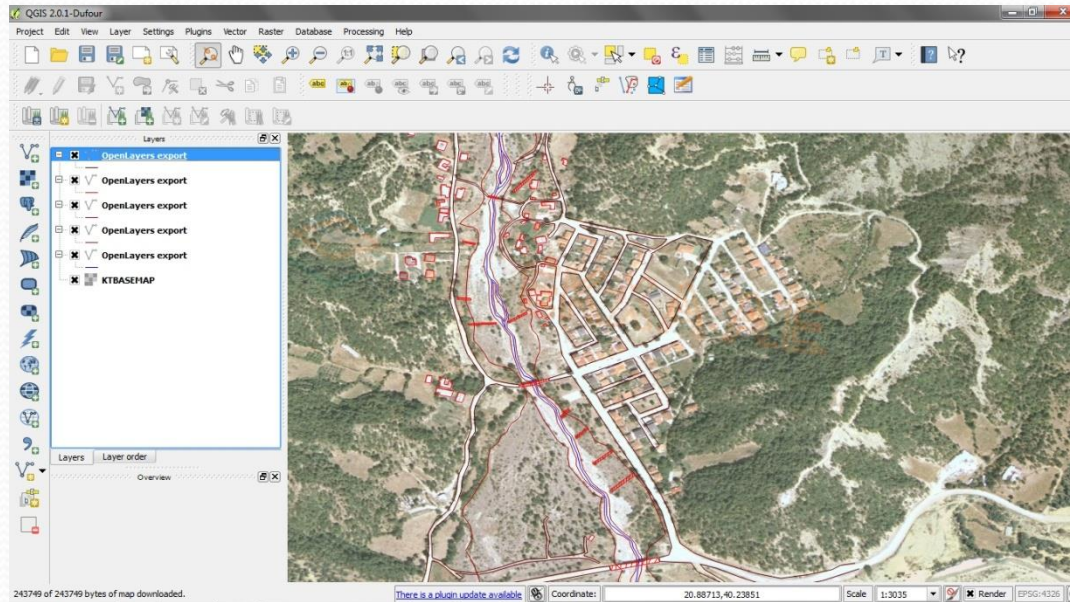 QGIS 2.0.1-Dufour
Project Edit View Layer Settings Plugins Vector Raster Database Processing Help
Layers
OpenLayers export
OpenLayers export
OpenLayers export
OpenLayers export
OpenLayers export
KTBASEMAP
Layers Layer order
Overview
243749 of 243749 bytes of map downloaded. There is a plugin update available Coordinate: 20.88713,40.23851 Scale 1:3035 Render EPSG:4326